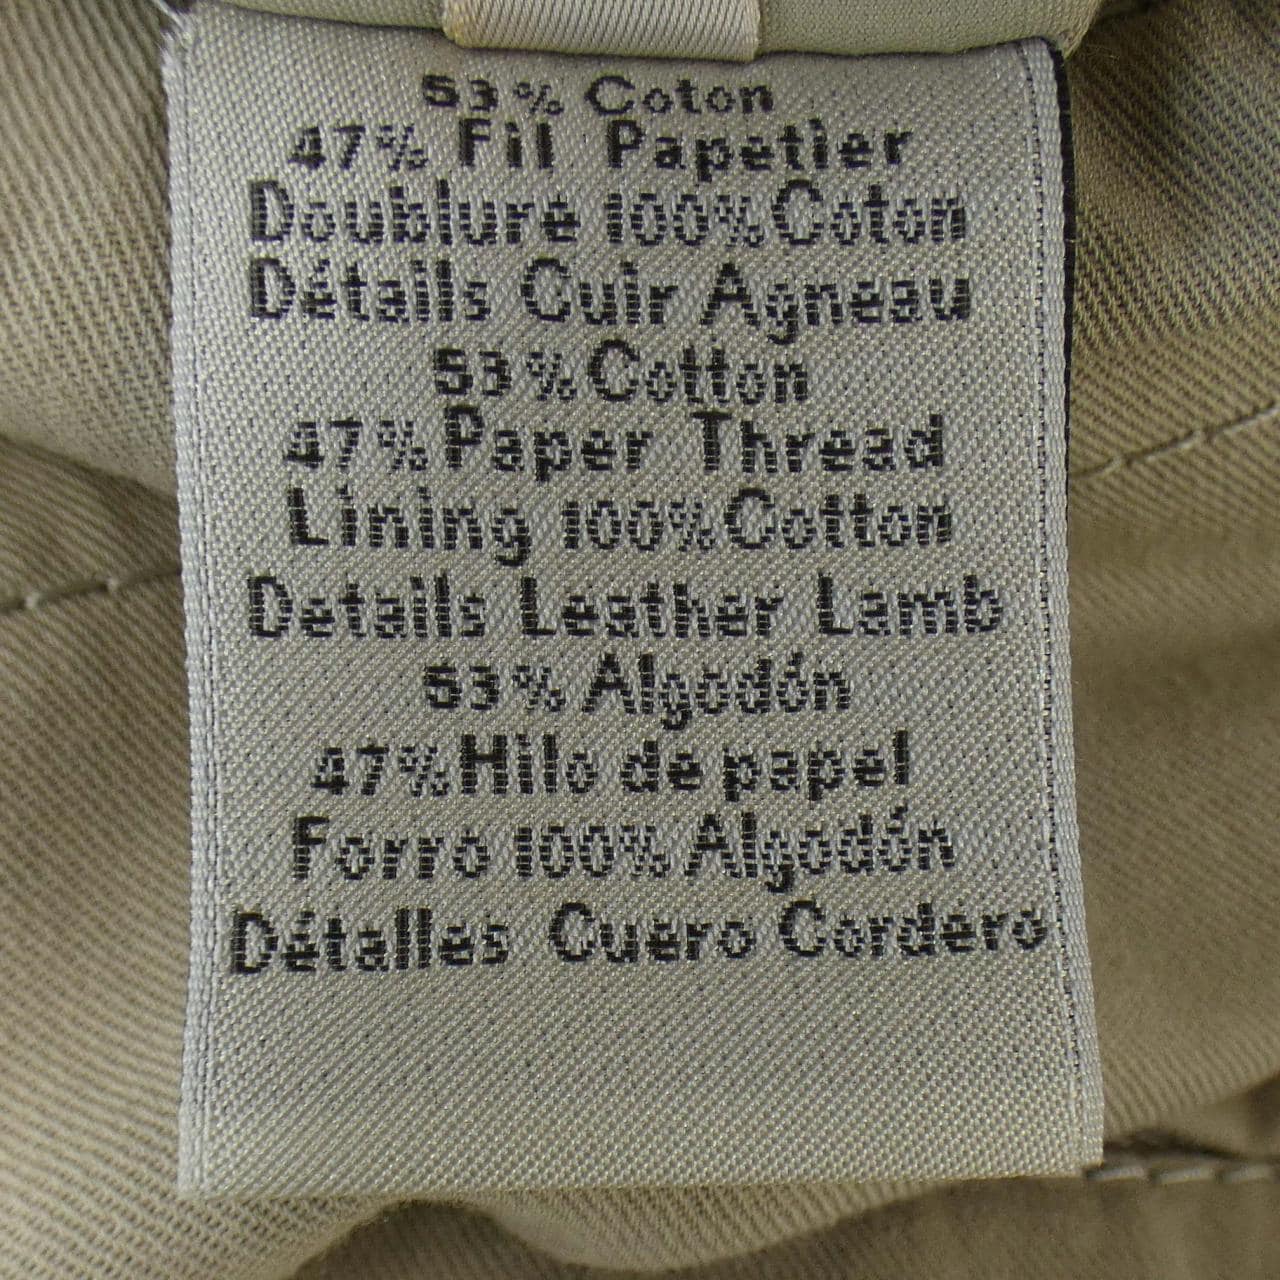 53% Coton
47% Fil Papetier
Doublure 100% Coton
Détails Cuir Agneau
53% Cotton
47% Paper Thread
Lining 100% Cotton
Details Leather Lamb
53% Algodón
47% Hilo de papel
Forro 100% Algodón
Détalles Cuero Cordero